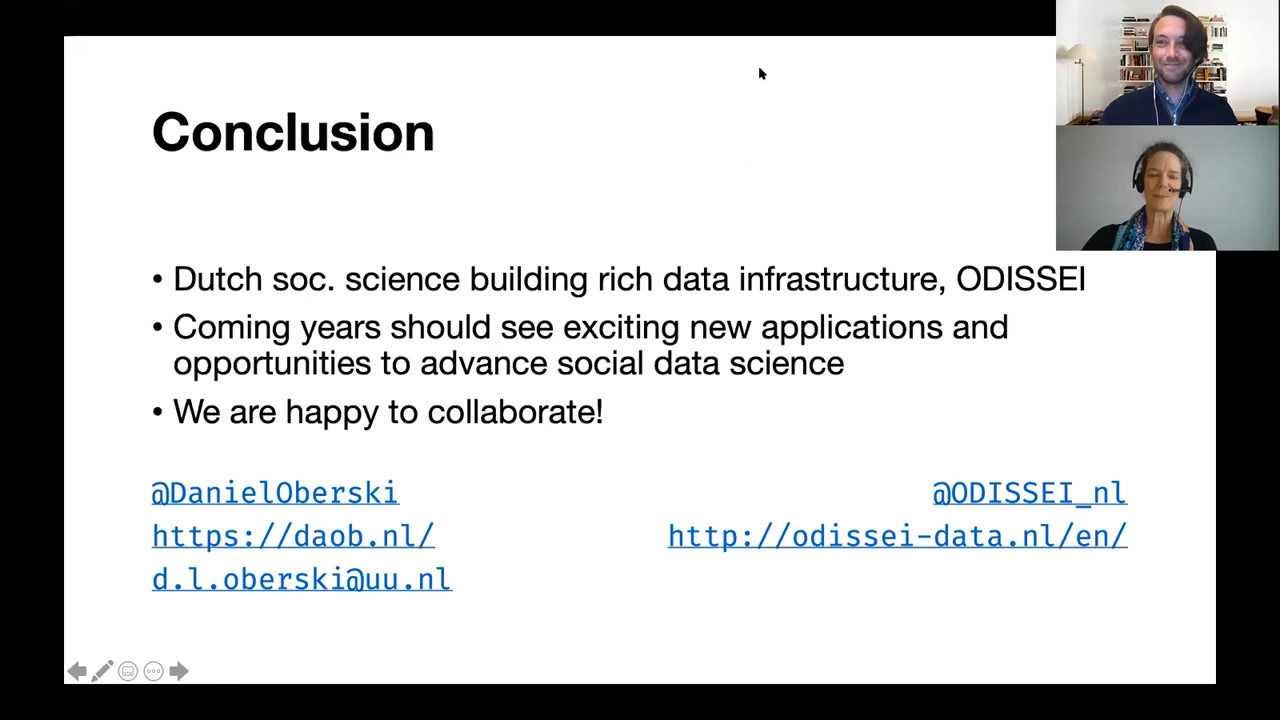 Conclusion
• Dutch soc. science building rich data infrastructure, ODISSEI
• Coming years should see exciting new applications and
opportunities to advance social data science
• We are happy to collaborate!
@DanielOberski
https://daob.nl/
d.l.oberski@uu.nl
@ODISSEI_nl
http://odissei-data.nl/en/